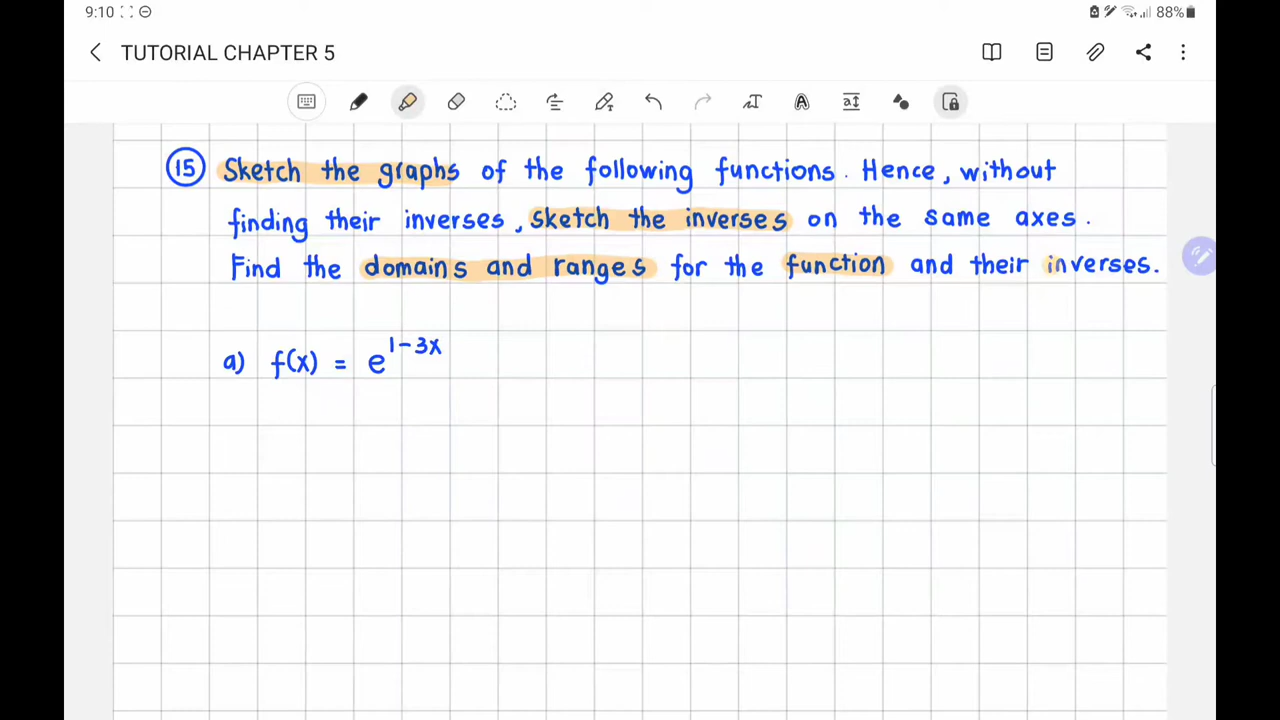 9:10 88%
TUTORIAL CHAPTER 5
15 Sketch the graphs of the following functions. Hence, without
finding their inverses, sketch the inverses on the same axes.
Find the domains and ranges for the function and their inverses.
a) f(x) = e^{1-3x}